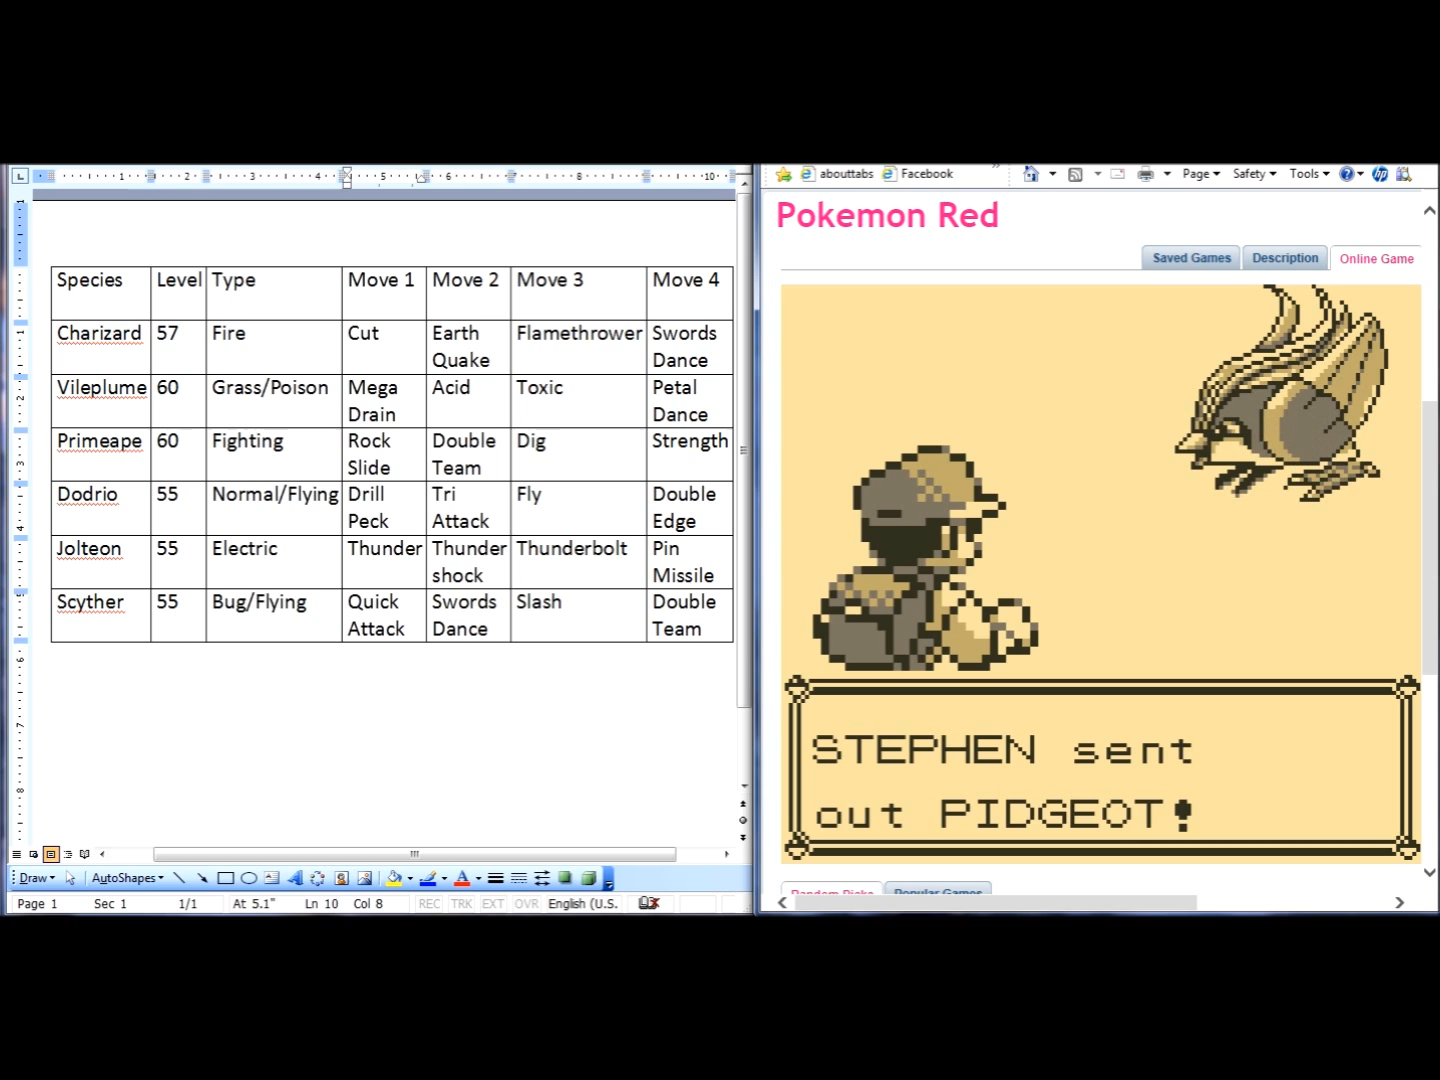 abouttabs Facebook Page Safety Tools
Pokemon Red
Saved Games Description Online Game
Species Level Type Move 1 Move 2 Move 3 Move 4
Charizard 57 Fire Cut Earth Quake Flamethrower Swords Dance
Vileplume 60 Grass/Poison Mega Drain Acid Toxic Petal Dance
Primeape 60 Fighting Rock Slide Double Team Dig Strength
Dodrio 55 Normal/Flying Drill Peck Tri Attack Fly Double Edge
Jolteon 55 Electric Thunder Thunder shock Thunderbolt Pin Missile
Scyther 55 Bug/Flying Quick Attack Swords Dance Slash Double Team
STEPHEN sent
out PIDGEOT!
Random Picks Popular Games
Draw AutoShapes
Page 1 Sec 1 1/1 At 5.1" Ln 10 Col 8 REC TRK EXT OVR English (U.S.